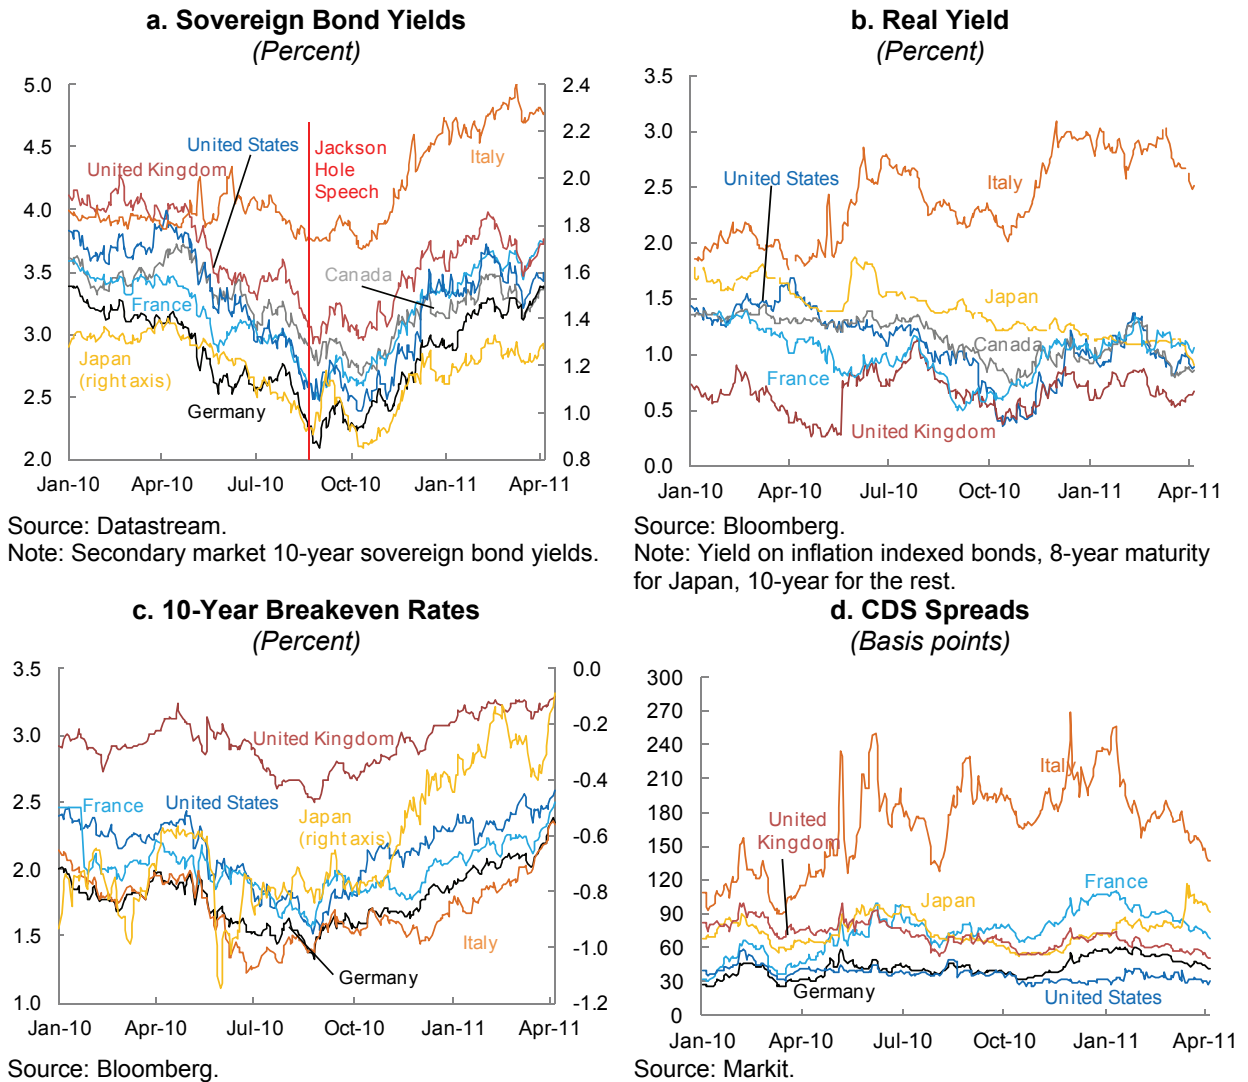 a. Sovereign Bond Yields
(Percent)
5.0
4.5
4.0
3.5
3.0
2.5
2.0
2.4
2.2
2.0
1.8
1.6
1.4
1.2
1.0
0.8
United States
United Kingdom
Jackson
Hole
Speech
Italy
Canada
France
Japan
(right axis)
Germany
Jan-10 Apr-10 Jul-10 Oct-10 Jan-11 Apr-11
Source: Datastream.
Note: Secondary market 10-year sovereign bond yields.
b. Real Yield
(Percent)
3.5
3.0
2.5
2.0
1.5
1.0
0.5
0.0
United States
Italy
Japan
Canada
France
United Kingdom
Jan-10 Apr-10 Jul-10 Oct-10 Jan-11 Apr-11
Source: Bloomberg.
Note: Yield on inflation indexed bonds, 8-year maturity
for Japan, 10-year for the rest.
c. 10-Year Breakeven Rates
(Percent)
3.5
3.0
2.5
2.0
1.5
1.0
0.0
-0.2
-0.4
-0.6
-0.8
-1.0
-1.2
United Kingdom
France
United States
Japan
(right axis)
Italy
Germany
Jan-10 Apr-10 Jul-10 Oct-10 Jan-11 Apr-11
Source: Bloomberg.
d. CDS Spreads
(Basis points)
300
270
240
210
180
150
120
90
60
30
0
Italy
United
Kingdom
France
Japan
Germany
United States
Jan-10 Apr-10 Jul-10 Oct-10 Jan-11 Apr-11
Source: Markit.